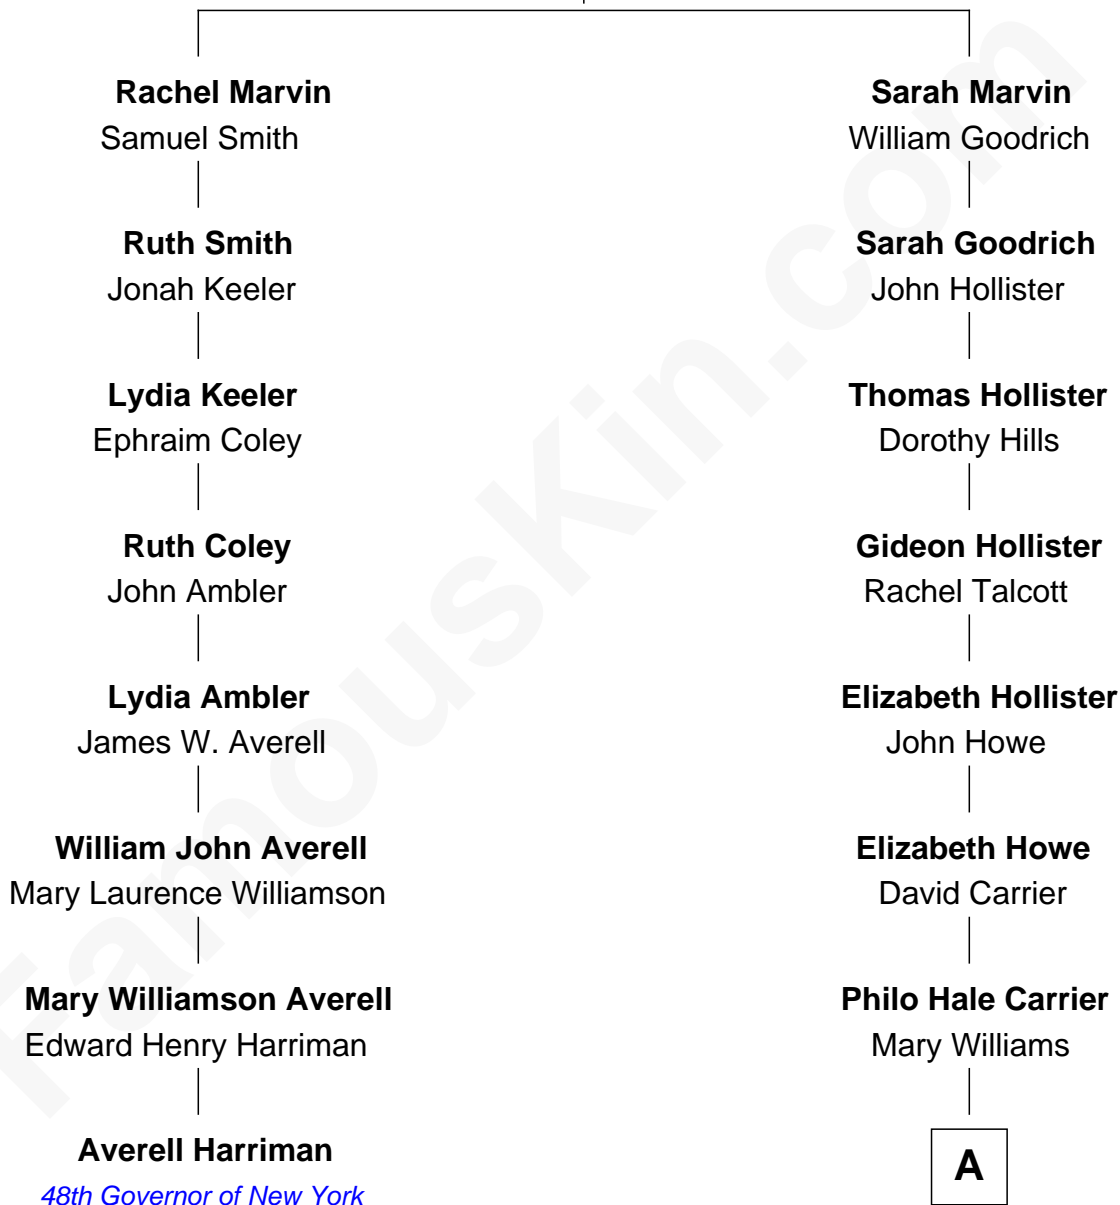 Rachel Marvin
Samuel Smith
Sarah Marvin
William Goodrich
Ruth Smith
Jonah Keeler
Sarah Goodrich
John Hollister
Lydia Keeler
Ephraim Coley
Thomas Hollister
Dorothy Hills
Ruth Coley
John Ambler
Gideon Hollister
Rachel Talcott
Lydia Ambler
James W. Averell
Elizabeth Hollister
John Howe
William John Averell
Mary Laurence Williamson
Elizabeth Howe
David Carrier
Mary Williamson Averell
Edward Henry Harriman
Philo Hale Carrier
Mary Williams
Averell Harriman
48th Governor of New York
A
FamousKin.com